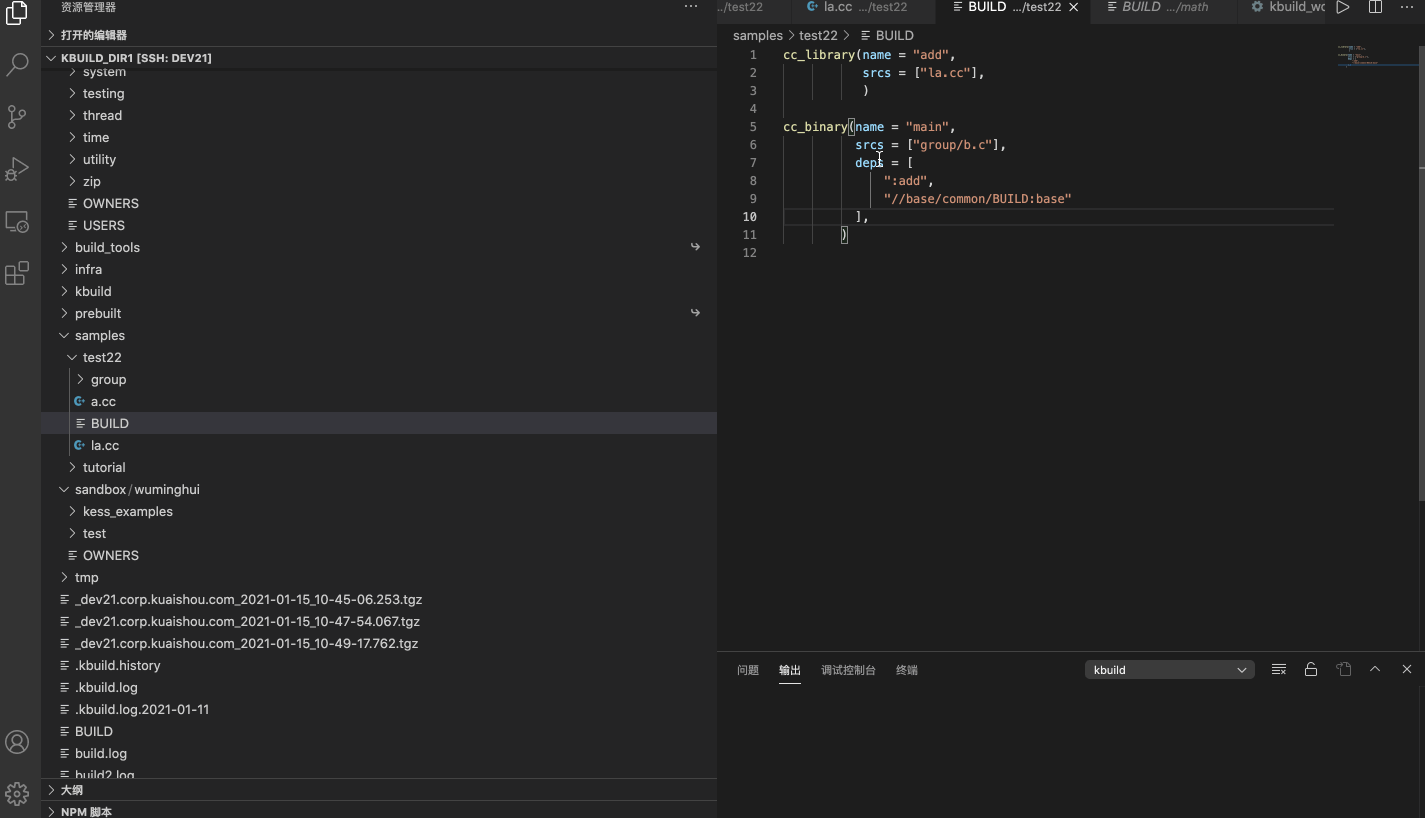 资源管理器
打开的编辑器
KBUILD_DIR1 [SSH: DEV21]
system
testing
thread
time
utility
zip
OWNERS
USERS
build_tools
infra
kbuild
prebuilt
samples
test22
group
a.cc
BUILD
la.cc
tutorial
sandbox/wuminghui
kess_examples
test
OWNERS
tmp
_dev21.corp.kuaishou.com_2021-01-15_10-45-06.253.tgz
_dev21.corp.kuaishou.com_2021-01-15_10-47-54.067.tgz
_dev21.corp.kuaishou.com_2021-01-15_10-49-17.762.tgz
.kbuild.history
.kbuild.log
.kbuild.log.2021-01-11
BUILD
build.log
build2.log
大纲
NPM 脚本
../test22 la.cc .../test22 BUILD .../test22 BUILD .../math kbuild_wo
samples test22 BUILD
1 cc_library(name = "add",
2 srcs = ["la.cc"],
3 )
4
5 cc_binary(name = "main",
6 srcs = ["group/b.c"],
7 deps = [
8 ":add",
9 "//base/common/BUILD:base"
10 ],
11 )
12
问题 输出 调试控制台 终端 kbuild